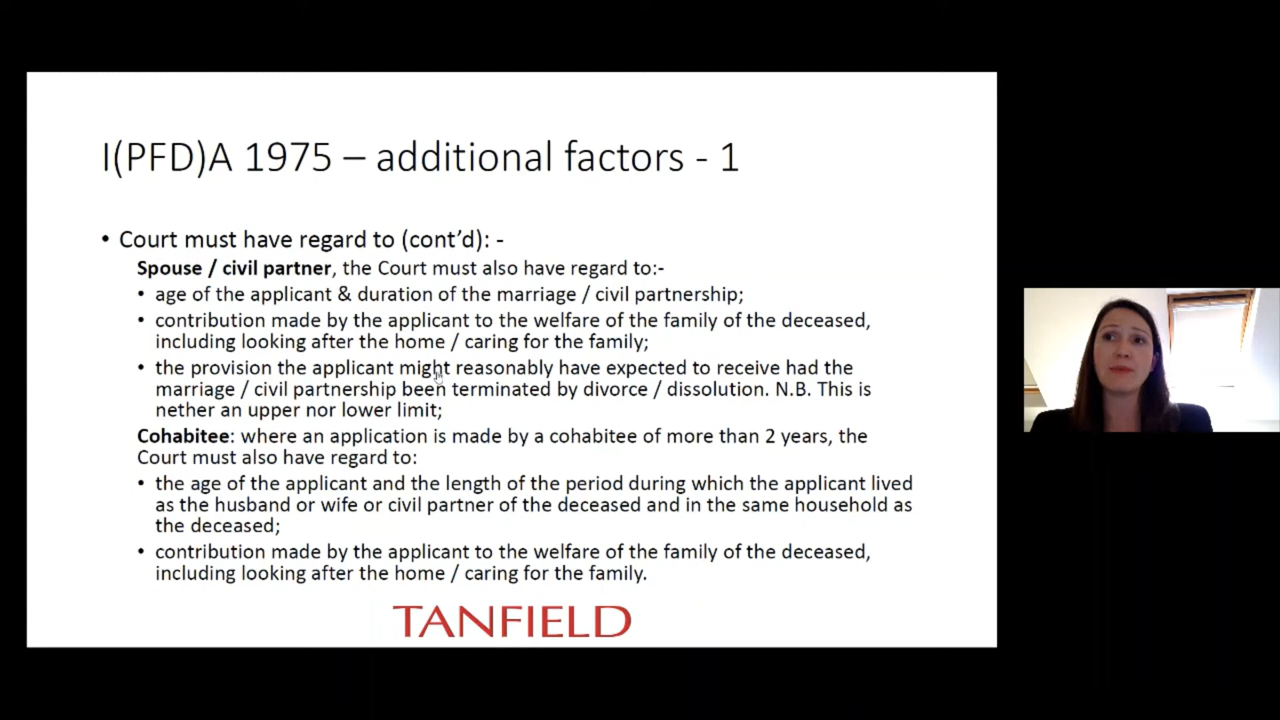 I(PFD)A 1975 – additional factors - 1
• Court must have regard to (cont’d): -
Spouse / civil partner, the Court must also have regard to:-
• age of the applicant & duration of the marriage / civil partnership;
• contribution made by the applicant to the welfare of the family of the deceased,
including looking after the home / caring for the family;
• the provision the applicant might reasonably have expected to receive had the
marriage / civil partnership been terminated by divorce / dissolution. N.B. This is
nether an upper nor lower limit;
Cohabitee: where an application is made by a cohabitee of more than 2 years, the
Court must also have regard to:
• the age of the applicant and the length of the period during which the applicant lived
as the husband or wife or civil partner of the deceased and in the same household as
the deceased;
• contribution made by the applicant to the welfare of the family of the deceased,
including looking after the home / caring for the family.
TANFIELD